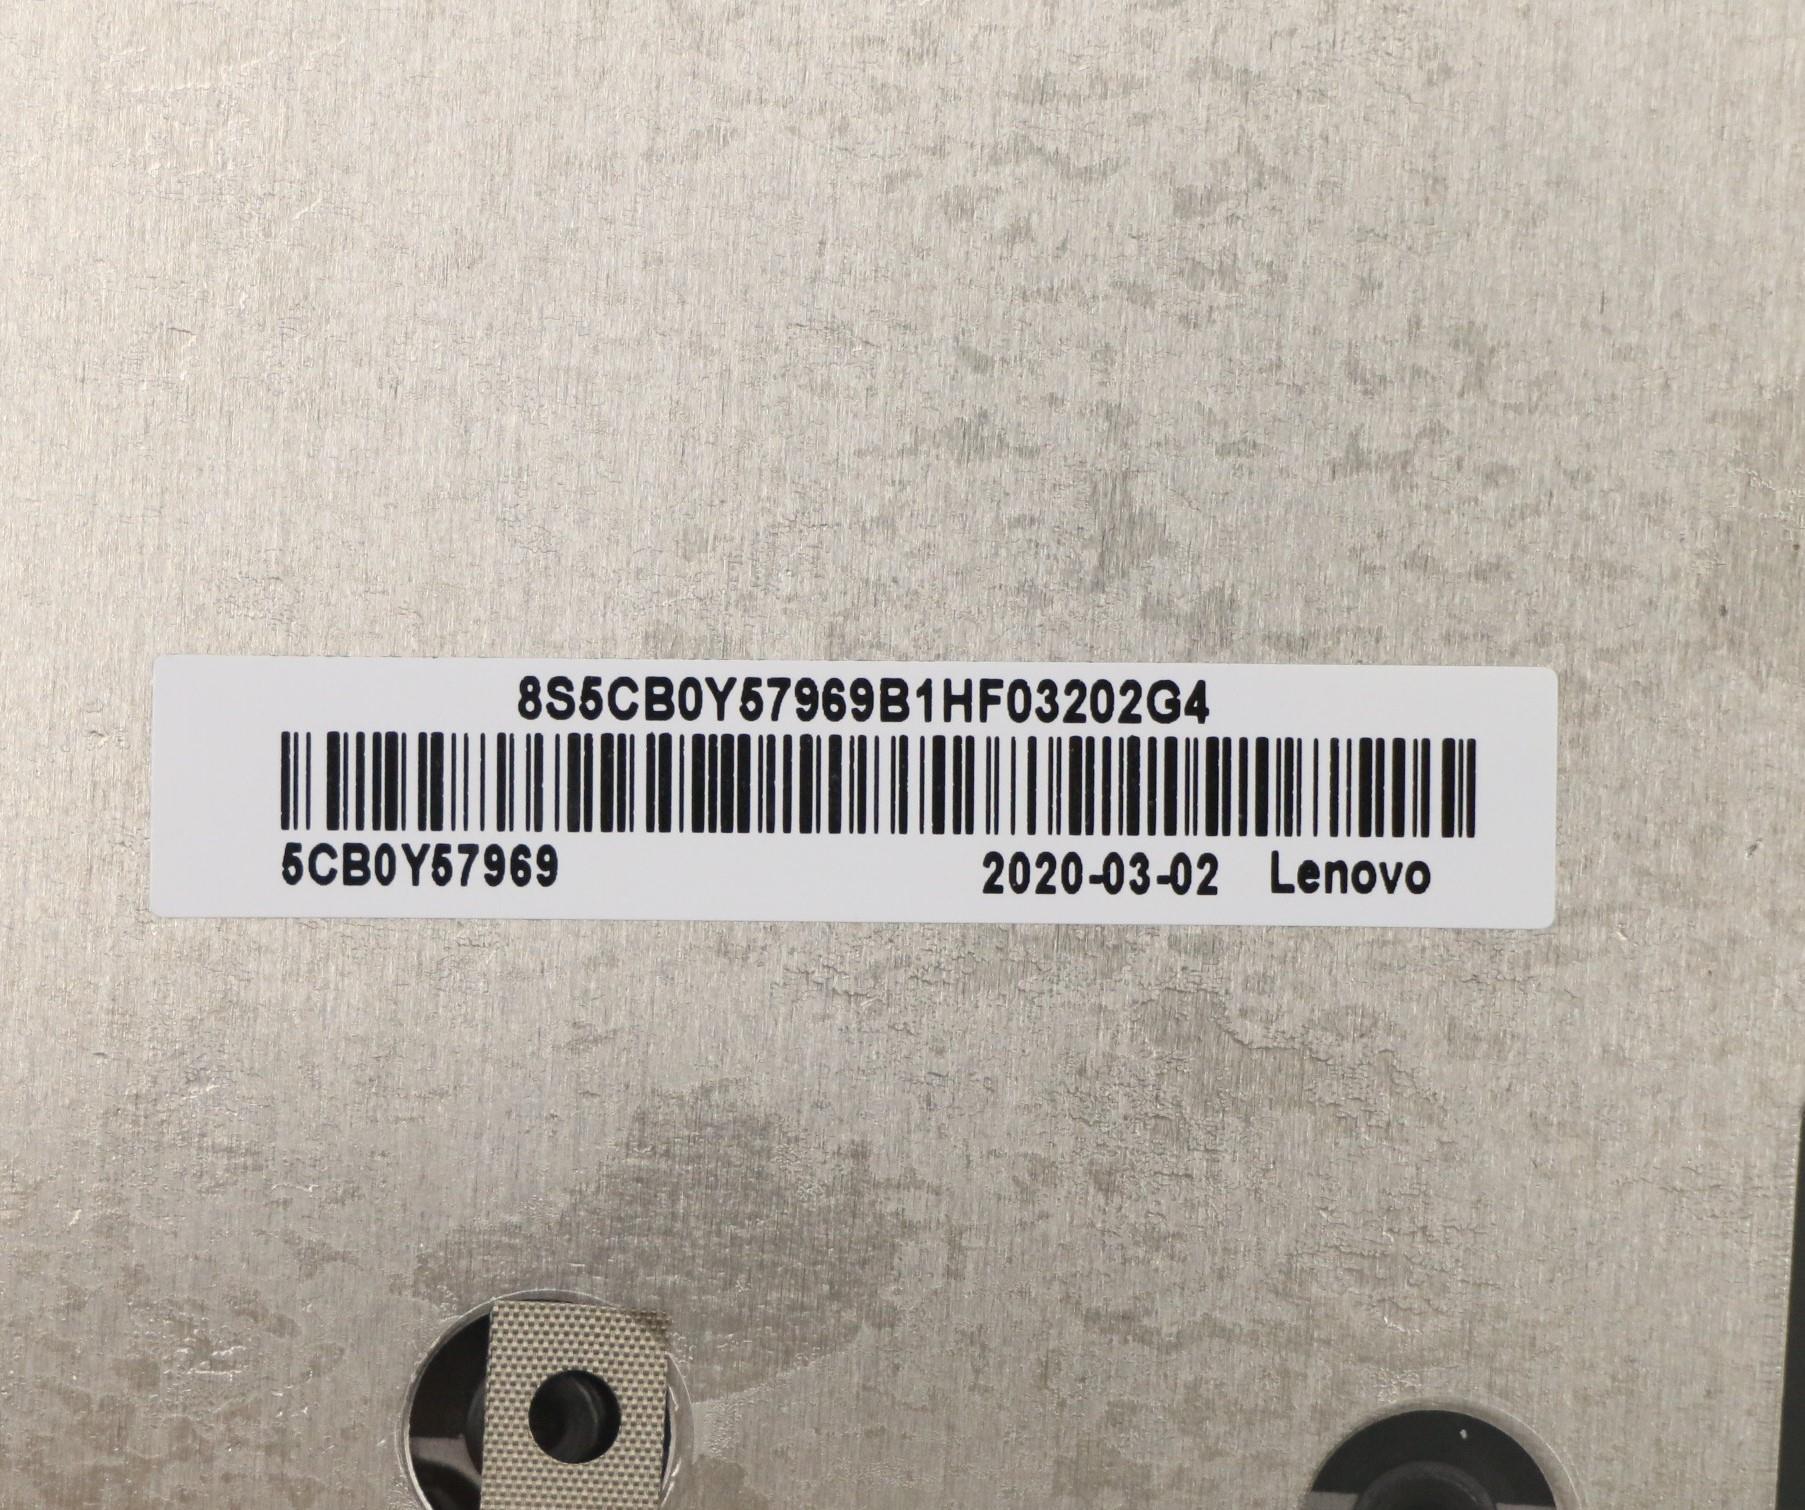 8S5CB0Y57969B1HF03202G4
5CB0Y57969 2020-03-02 Lenovo